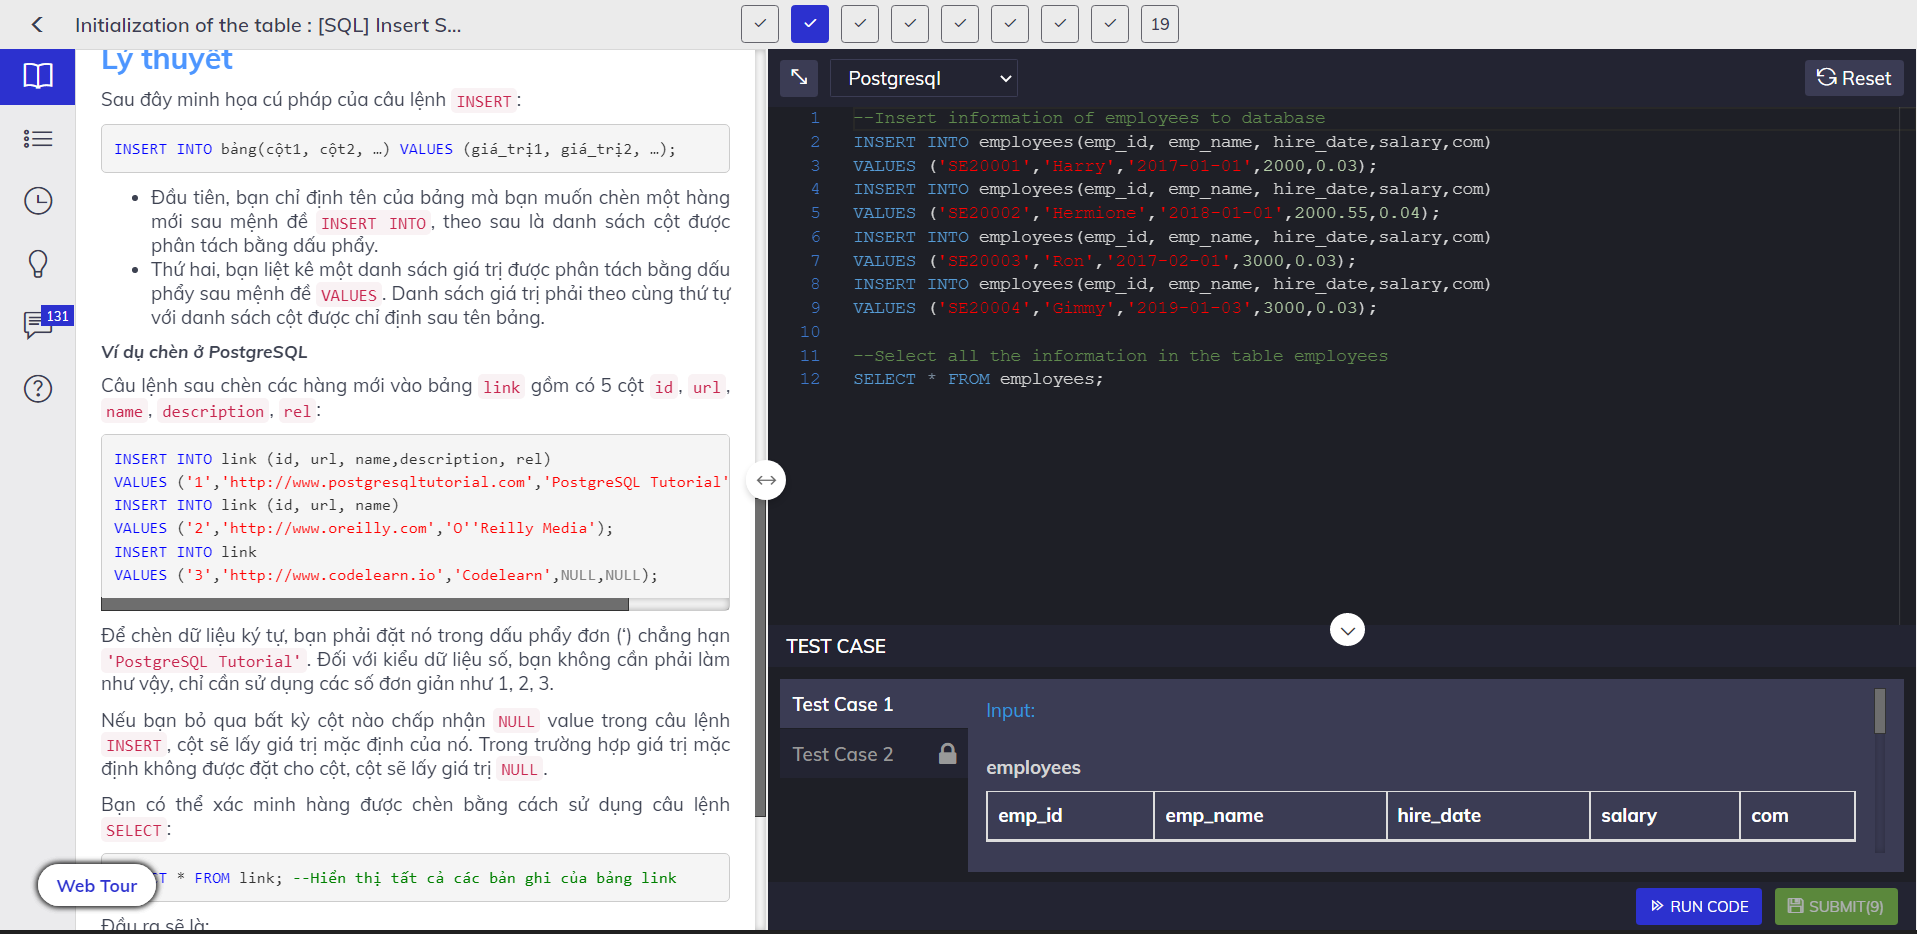 Initialization of the table : [SQL] Insert S...
19
Lý thuyết
Sau đây minh họa cú pháp của câu lệnh INSERT:
INSERT INTO bảng(cột1, cột2, …) VALUES (giá_trị1, giá_trị2, …);
Đầu tiên, bạn chỉ định tên của bảng mà bạn muốn chèn một hàng
mới sau mệnh đề INSERT INTO, theo sau là danh sách cột được
phân tách bằng dấu phẩy.
Thứ hai, bạn liệt kê một danh sách giá trị được phân tách bằng dấu
phẩy sau mệnh đề VALUES. Danh sách giá trị phải theo cùng thứ tự
với danh sách cột được chỉ định sau tên bảng.
131
Ví dụ chèn ở PostgreSQL
Câu lệnh sau chèn các hàng mới vào bảng link gồm có 5 cột id, url,
name, description, rel:
INSERT INTO link (id, url, name,description, rel)
VALUES ('1','http://www.postgresqltutorial.com','PostgreSQL Tutorial'
INSERT INTO link (id, url, name)
VALUES ('2','http://www.oreilly.com','O''Reilly Media');
INSERT INTO link
VALUES ('3','http://www.codelearn.io','Codelearn',NULL,NULL);
Để chèn dữ liệu ký tự, bạn phải đặt nó trong dấu phẩy đơn (‘) chẳng hạn
'PostgreSQL Tutorial'. Đối với kiểu dữ liệu số, bạn không cần phải làm
như vậy, chỉ cần sử dụng các số đơn giản như 1, 2, 3.
Nếu bạn bỏ qua bất kỳ cột nào chấp nhận NULL value trong câu lệnh
INSERT, cột sẽ lấy giá trị mặc định của nó. Trong trường hợp giá trị mặc
định không được đặt cho cột, cột sẽ lấy giá trị NULL.
Bạn có thể xác minh hàng được chèn bằng cách sử dụng câu lệnh
SELECT:
T * FROM link; --Hiển thị tất cả các bản ghi của bảng link
Web Tour
Đầu ra sẽ là:
Postgresql
Reset
1 --Insert information of employees to database
2 INSERT INTO employees(emp_id, emp_name, hire_date,salary,com)
3 VALUES ('SE20001','Harry','2017-01-01',2000,0.03);
4 INSERT INTO employees(emp_id, emp_name, hire_date,salary,com)
5 VALUES ('SE20002','Hermione','2018-01-01',2000.55,0.04);
6 INSERT INTO employees(emp_id, emp_name, hire_date,salary,com)
7 VALUES ('SE20003','Ron','2017-02-01',3000,0.03);
8 INSERT INTO employees(emp_id, emp_name, hire_date,salary,com)
9 VALUES ('SE20004','Gimmy','2019-01-03',3000,0.03);
10
11 --Select all the information in the table employees
12 SELECT * FROM employees;
TEST CASE
Test Case 1
Test Case 2
Input:
employees
emp_id emp_name hire_date salary com
RUN CODE
SUBMIT(9)